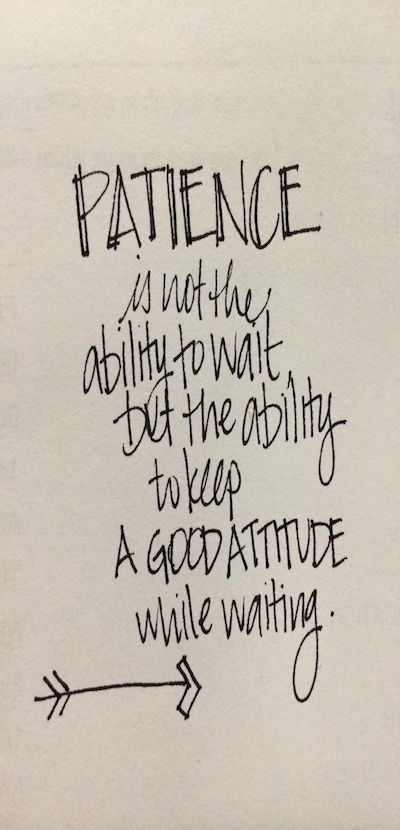 PATIENCE
is not the
ability to wait
but the ability
to keep
A GOOD ATTITUDE
while waiting.